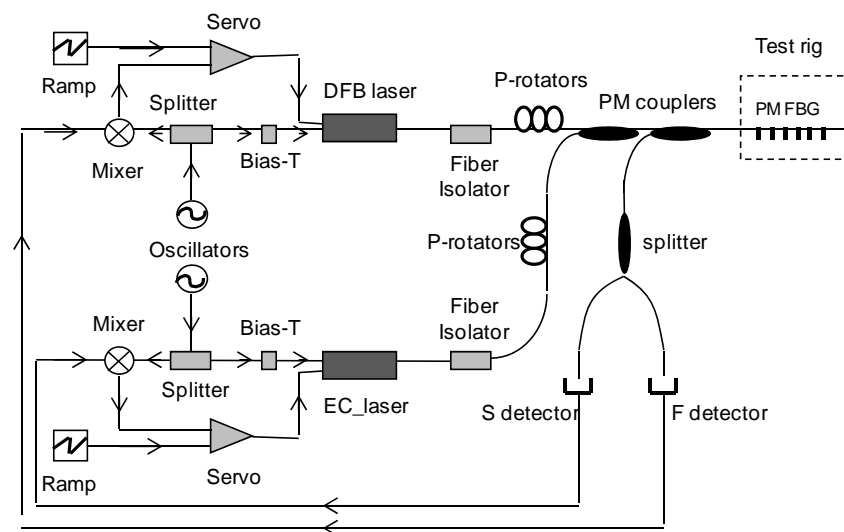 Servo
Ramp
Splitter
DFB laser
P-rotators
PM couplers
Test rig
PM FBG
Mixer
Bias-T
Fiber
Isolator
Oscillators
P-rotators
splitter
Mixer
Bias-T
Fiber
Isolator
Splitter
EC_laser
S detector
F detector
Ramp
Servo